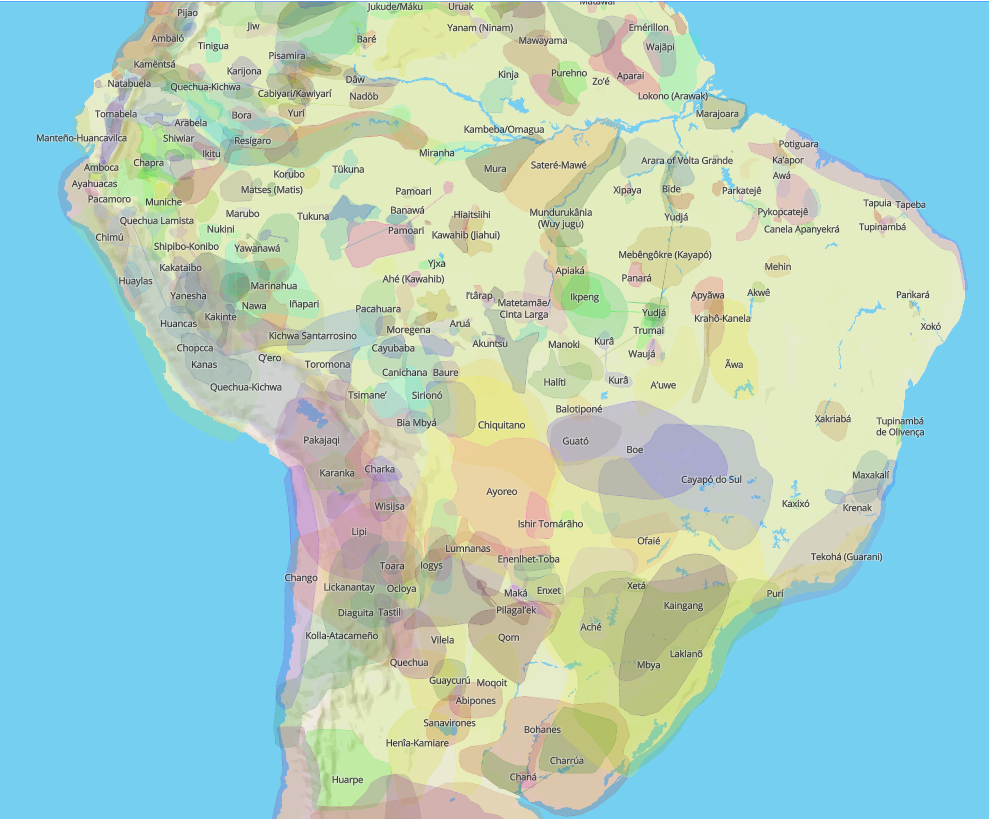 Jukude/Máku
Uruak
Pijao
Jiw
Yanam (Ninam)
Emérillon
Ambaló
Baré
Mawayama
Tinigua
Wajãpi
Pisamira
Kamëntsá
Karijona
Kinja
Purehno
Aparai
Natabuela
Quechua-Kichwa
Dâw
Zo'é
Cabiyarí/Kawiyarí
Nadöb
Lokono (Arawak)
Tomabela
Bora
Yurí
Marajoara
Arabela
Kambeba/Omagua
Manteño-Huancavilca
Shiwiar
Resígaro
Potiguara
Ikitu
Miranha
Chapra
Arara of Volta Grande
Ka'apor
Amboca
Mura
Sateré-Mawé
Korubo
Tükuna
Awá
Ayahuacas
Matses (Matis)
Pamoari
Xipaya
Bide
Parkatejê
Pacamoro
Muniche
Tapuia
Tapeba
Banawá
Marubo
Tukuna
Hiaitsiihi
Mundurukânia
(Wuy jugu)
Yudjá
Pykopcatejê
Quechua Lamista
Nukini
Pamoari
Kawahib (Jiahui)
Canela Apanyekrá
Tupinambá
Chimú
Shipibo-Konibo
Yawanawá
Mebêngôkre (Kayapó)
Kakataibo
Yjxa
Apiaká
Mehin
Huaylas
Ahé (Kawahib)
Panará
Marinahua
Yanesha
I'târap
Ikpeng
Apyãwa
Akwê
Pankará
Nawa
Iñapari
Pacahuara
Matetamãe/
Cinta Larga
Yudjá
Kakinte
Krahô-Kanela
Huancas
Aruá
Trumai
Xokó
Kichwa Santarrosino
Moregena
Chopcca
Cayubaba
Akuntsu
Manoki
Kurâ
Waujá
Q'ero
Kanas
Toromona
Canichana
Baure
Ãwa
Quechua-Kichwa
Halíti
Kurâ
A'uwe
Tsimane'
Sirionó
Balotiponé
Bia Mbyá
Chiquitano
Xakriabá
Tupinambá
de Olivença
Pakajaqi
Guató
Boe
Karanka
Charka
Cayapó do Sul
Maxakalí
Ayoreo
Wisijsa
Kaxixó
Krenak
Lipi
Ishir Tomáräho
Ofaié
Lumnanas
Enenlhet-Toba
Tekohá (Guarani)
Toara
Iogys
Chango
Lickanantay
Ocloya
Maká
Enxet
Xetá
Puri
Diaguita
Tastil
Pilagal'ek
Kaingang
Kolla-Atacameño
Vilela
Qom
Aché
Quechua
Laklanõ
Mbya
Guaycurú
Moqoit
Abipones
Sanavirones
Bohanes
Henîa-Kamiare
Charrúa
Huarpe
Chaná